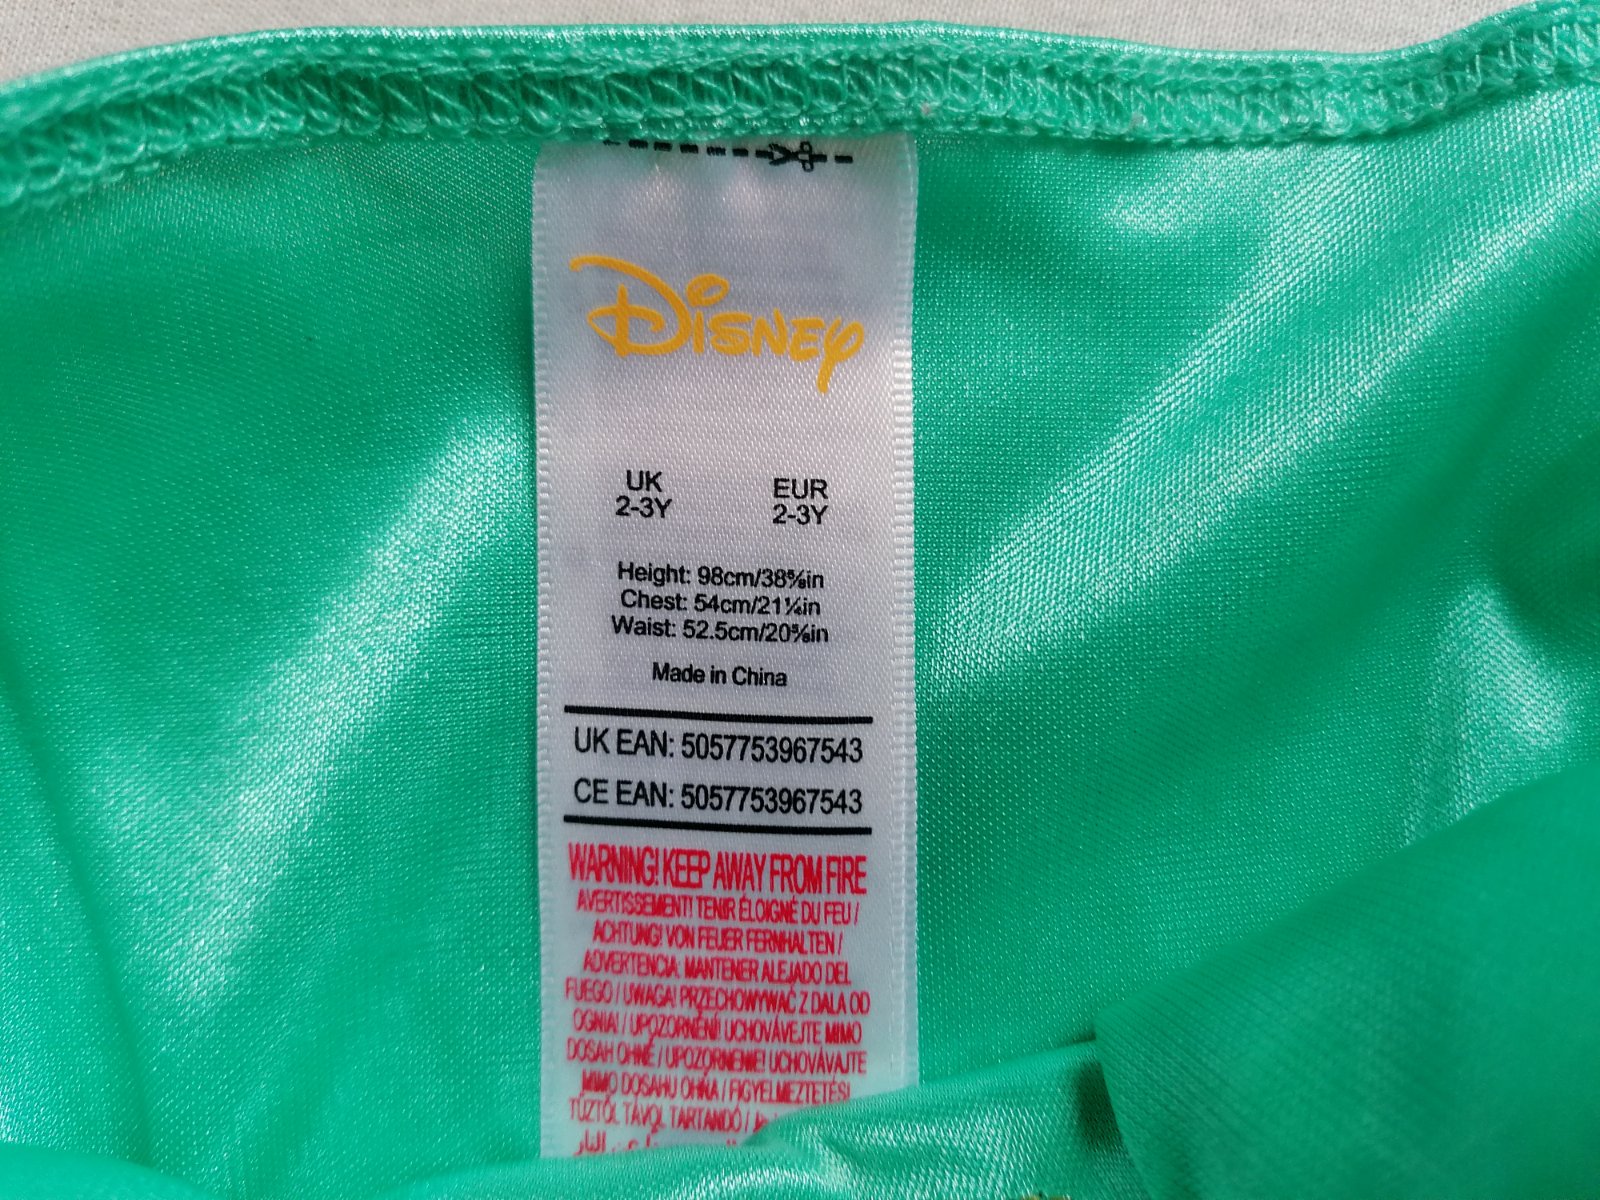 Disney
UK EUR
2-3Y 2-3Y
Height: 98cm/38⅝in
Chest: 54cm/21¼in
Waist: 52.5cm/20⅝in
Made in China
UK EAN: 5057753967543
CE EAN: 5057753967543
WARNING! KEEP AWAY FROM FIRE
AVERTISSEMENT! TENIR ÉLOIGNÉ DU FEU /
ACHTUNG! VON FEUER FERNHALTEN /
ADVERTENCIA: MANTENER ALEJADO DEL
FUEGO / UWAGA! PRZECHOWYWAĆ Z DALA OD
OGNIA! / UPOZORNĚNÍ! UCHOVÁVEJTE MIMO
DOSAH OHNĚ / UPOZORNENIE! UCHOVÁVAJTE
MIMO DOSAHU OHŇA / FIGYELMEZTETÉS!
TŰZTŐL TÁVOL TARTANDÓ /